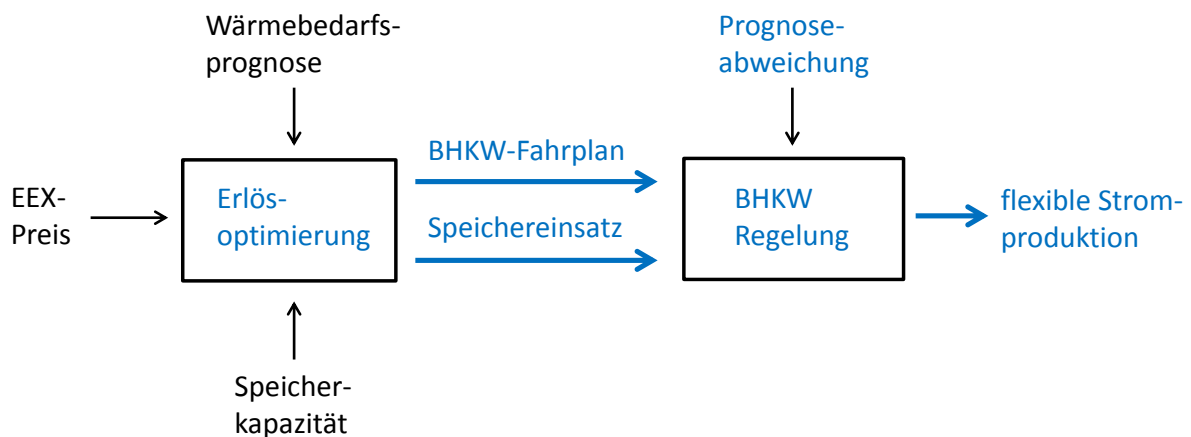 Wärmebedarfs-
prognose
Prognose-
abweichung
EEX-
Preis
Erlös-
optimierung
BHKW-Fahrplan
Speichereinsatz
BHKW
Regelung
flexible Strom-
produktion
Speicher-
kapazität